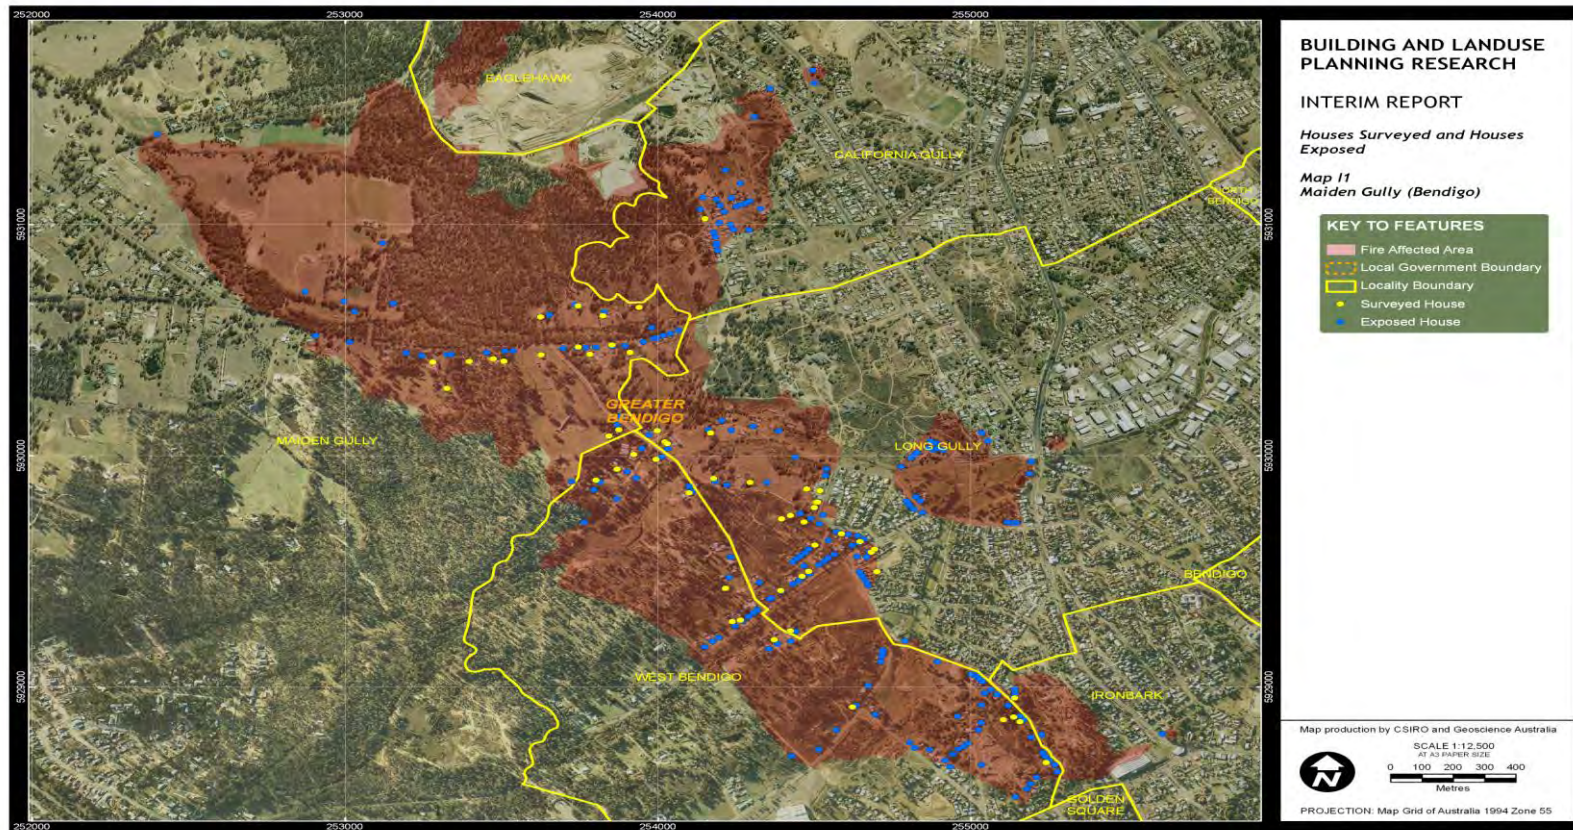 252000
253000
254000
255000
5931000
5930000
5929000
5931000
5930000
5929000
252000
253000
254000
255000
EAGLEHAWK
CALIFORNIA GULLY
NORTH
BENDIGO
GREATER
BENDIGO
MAIDEN GULLY
LONG GULLY
BENDIGO
WEST BENDIGO
IRONBARK
GOLDEN
SQUARE
BUILDING AND LANDUSE
PLANNING RESEARCH
INTERIM REPORT
Houses Surveyed and Houses
Exposed
Map I1
Maiden Gully (Bendigo)
KEY TO FEATURES
Fire Affected Area
Local Government Boundary
Locality Boundary
Surveyed House
Exposed House
Map production by CSIRO and Geoscience Australia
SCALE 1:12,500
AT A3 PAPER SIZE
0 100 200 300 400
Metres
N
PROJECTION: Map Grid of Australia 1994 Zone 55